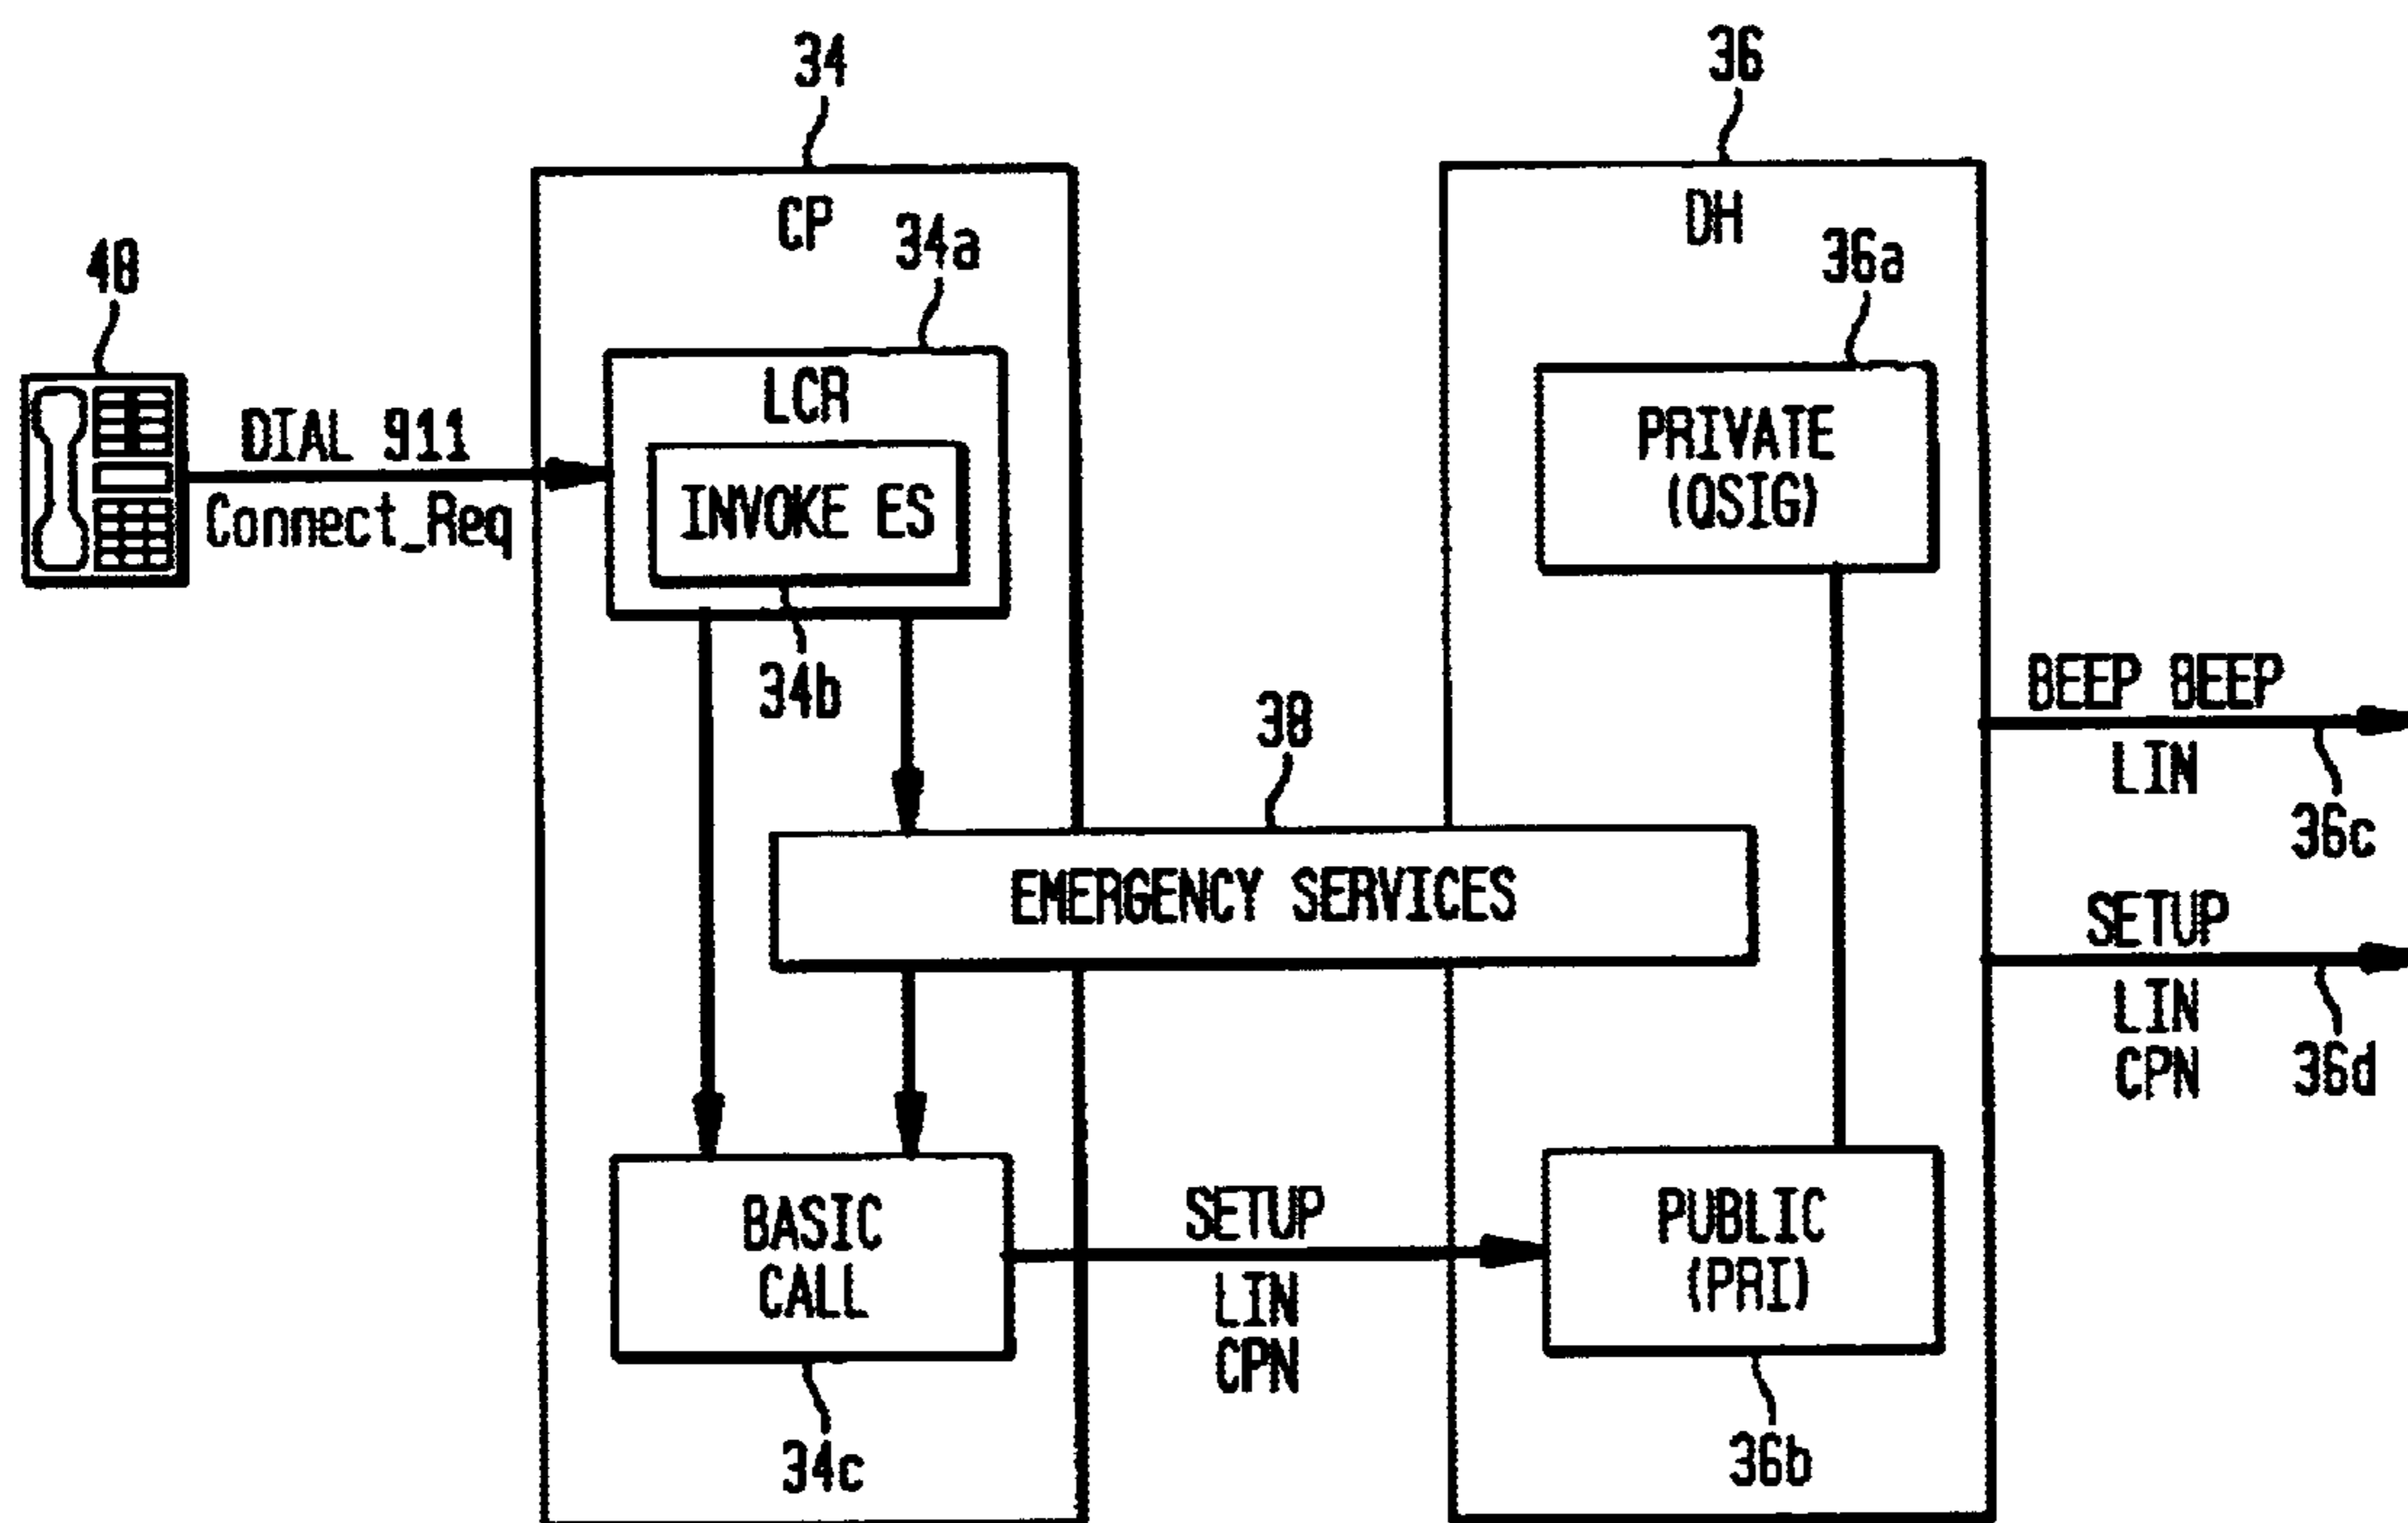 34
36
CP
DH
40
34a
36a
LCR
PRIVATE
(QSIG)
DIAL 911
Connect_Req
INVOKE ES
34b
38
BEEP BEEP
LIN
36c
EMERGENCY SERVICES
SETUP
LIN
CPN
36d
BASIC
CALL
SETUP
LIN
CPN
PUBLIC
(PRI)
34c
36b